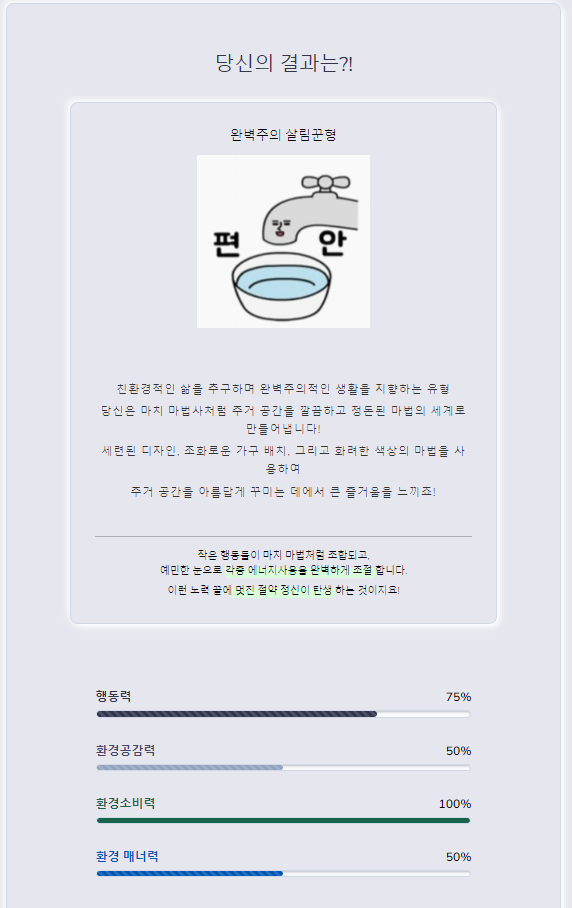 당신의 결과는?!
완벽주의 살림꾼형
편 안
친환경적인 삶을 추구하며 완벽주의적인 생활을 지향하는 유형
당신은 마치 마법사처럼 주거 공간을 깔끔하고 정돈된 마법의 세계로
만들어냅니다!
세련된 디자인, 조화로운 가구 배치, 그리고 화려한 색상의 마법을 사
용하여
주거 공간을 아름답게 꾸미는 데에서 큰 즐거움을 느끼죠!
작은 행동들이 마치 마법처럼 조합되고,
예민한 눈으로 각종 에너지사용을 완벽하게 조절 합니다.
이런 노력 끝에 멋진 절약 정신이 탄생 하는 것이지요!
행동력 75%
환경공감력 50%
환경소비력 100%
환경 매너력 50%